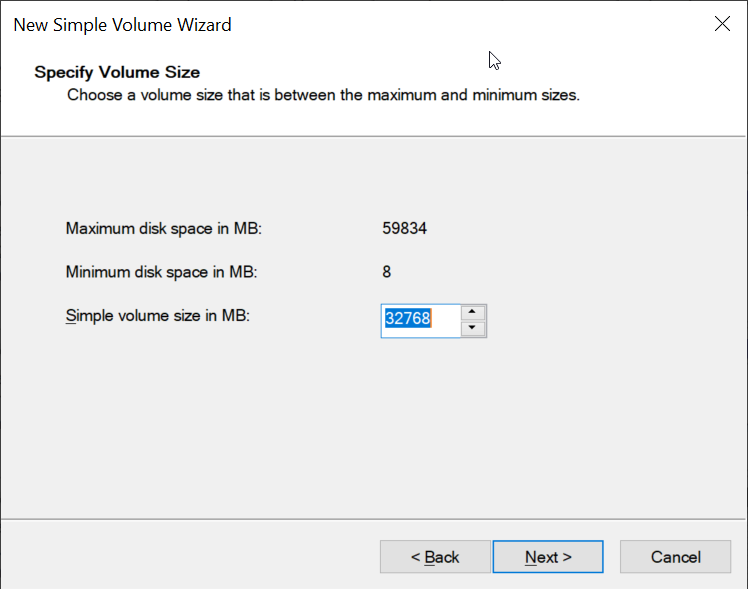 New Simple Volume Wizard
Specify Volume Size
Choose a volume size that is between the maximum and minimum sizes.
Maximum disk space in MB: 59834
Minimum disk space in MB: 8
Simple volume size in MB: 32768
< Back Next > Cancel